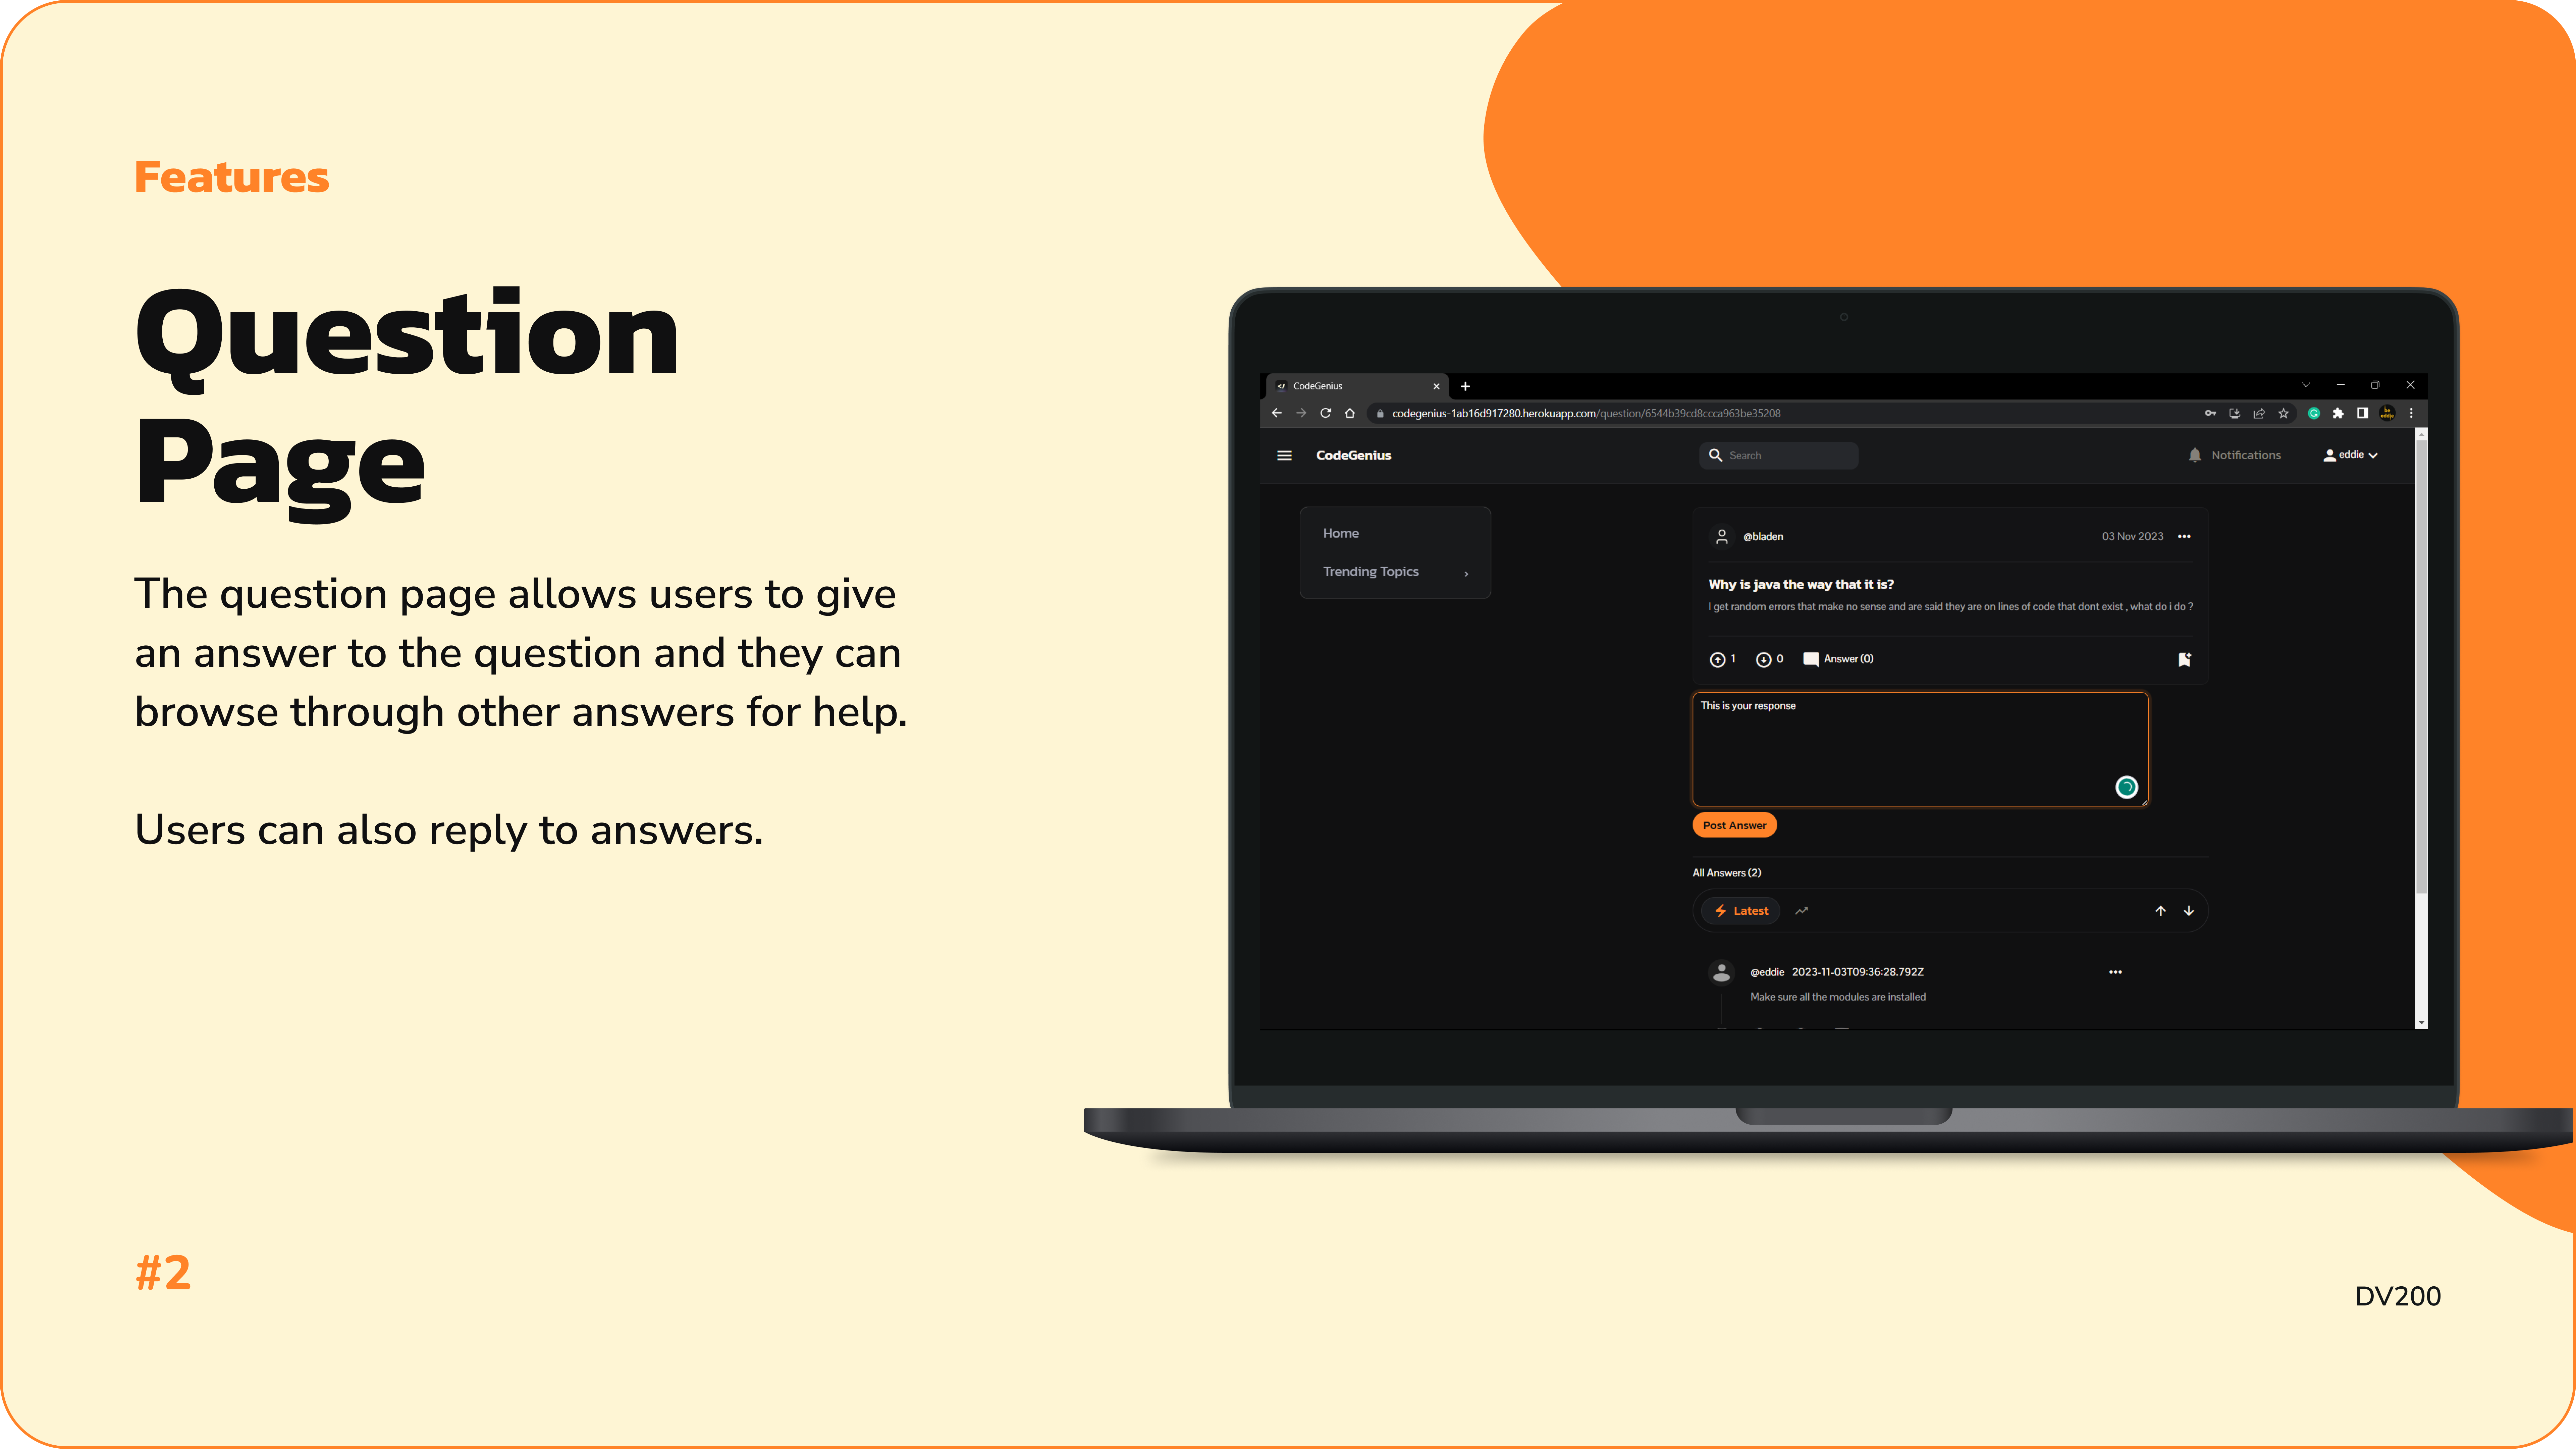 Features
Question
Page
The question page allows users to give
an answer to the question and they can
browse through other answers for help.
Users can also reply to answers.
#2
CodeGenius
codegenius-1ab16d917280.herokuapp.com/question/6544b39cd8ccca963be35208
CodeGenius
Search
Notifications
eddie
Home
Trending Topics
@bladen
03 Nov 2023
Why is java the way that it is?
I get random errors that make no sense and are said they are on lines of code that dont exist , what do i do ?
1
0
Answer (0)
This is your response
Post Answer
All Answers (2)
Latest
@eddie 2023-11-03T09:36:28.792Z
Make sure all the modules are installed
DV200